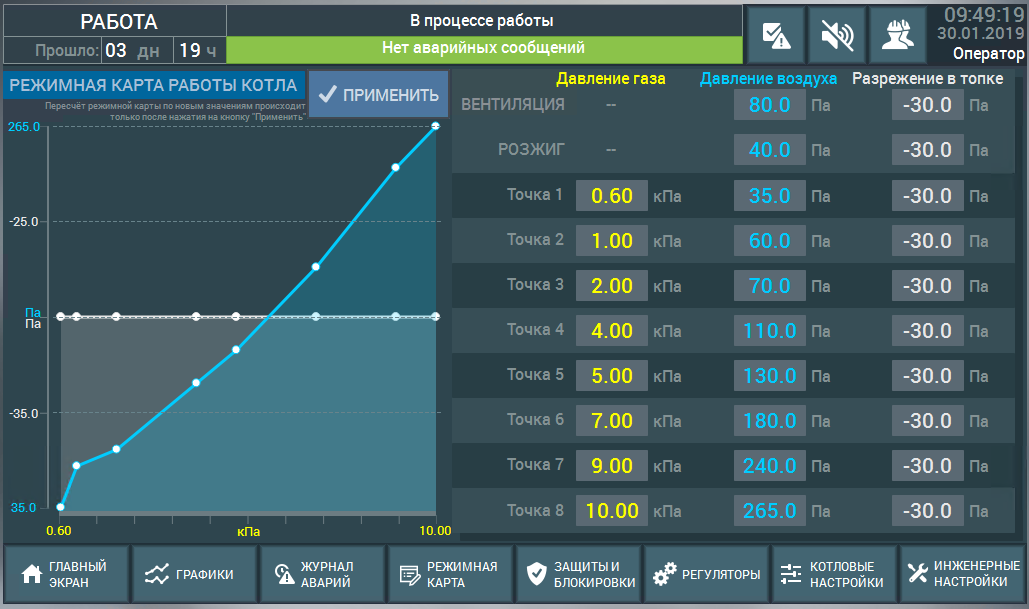 РАБОТА
В процессе работы
09:49:19
30.01.2019
Прошло: 03 дн 19 ч
Нет аварийных сообщений
Оператор
РЕЖИМНАЯ КАРТА РАБОТЫ КОТЛА
ПРИМЕНИТЬ
Пересчёт режимной карты по новым значениям происходит
только после нажатия на кнопку "Применить"
265.0
-25.0
Па
Па
-35.0
35.0
0.60 кПа 10.00
Давление газа Давление воздуха Разрежение в топке
ВЕНТИЛЯЦИЯ -- 80.0 Па -30.0 Па
РОЗЖИГ -- 40.0 Па -30.0 Па
Точка 1 0.60 кПа 35.0 Па -30.0 Па
Точка 2 1.00 кПа 60.0 Па -30.0 Па
Точка 3 2.00 кПа 70.0 Па -30.0 Па
Точка 4 4.00 кПа 110.0 Па -30.0 Па
Точка 5 5.00 кПа 130.0 Па -30.0 Па
Точка 6 7.00 кПа 180.0 Па -30.0 Па
Точка 7 9.00 кПа 240.0 Па -30.0 Па
Точка 8 10.00 кПа 265.0 Па -30.0 Па
ГЛАВНЫЙ
ЭКРАН
ГРАФИКИ
ЖУРНАЛ
АВАРИЙ
РЕЖИМНАЯ
КАРТА
ЗАЩИТЫ И
БЛОКИРОВКИ
РЕГУЛЯТОРЫ
КОТЛОВЫЕ
НАСТРОЙКИ
ИНЖЕНЕРНЫЕ
НАСТРОЙКИ